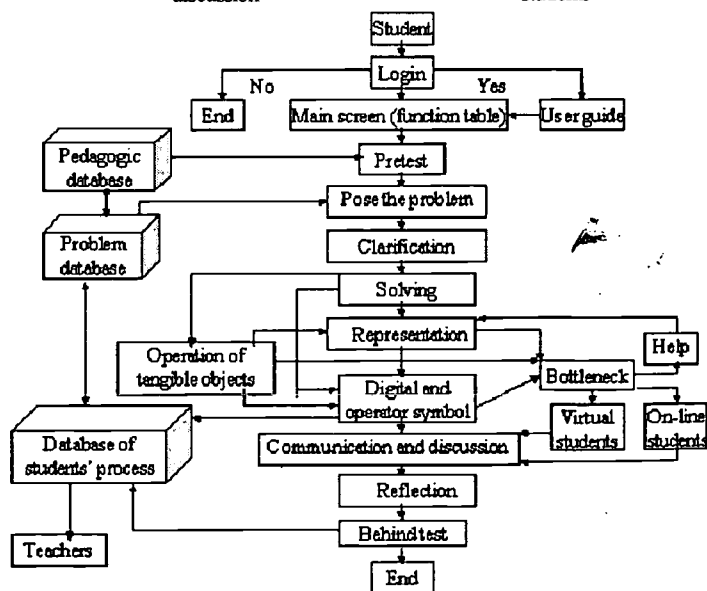 Student
Login
No
Yes
End
Main screen (function table)
User guide
Pedagogic
database
Pretest
Pose the problem
Problem
database
Clarification
Solving
Representation
Operation of
tangible objects
Help
Bottleneck
Digital and
operator symbol
Virtual
students
On-line
students
Database of
students' process
Communication and discussion
Reflection
Behind test
Teachers
End